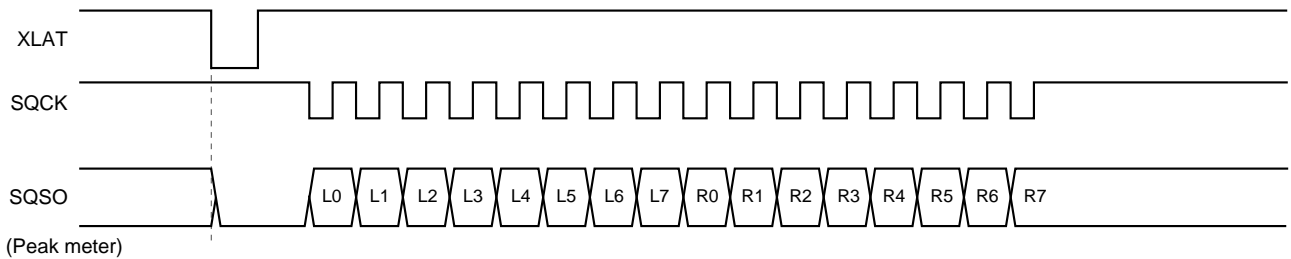 XLAT
SQCK
SQSO
L0 L1 L2 L3 L4 L5 L6 L7 R0 R1 R2 R3 R4 R5 R6 R7
(Peak meter)